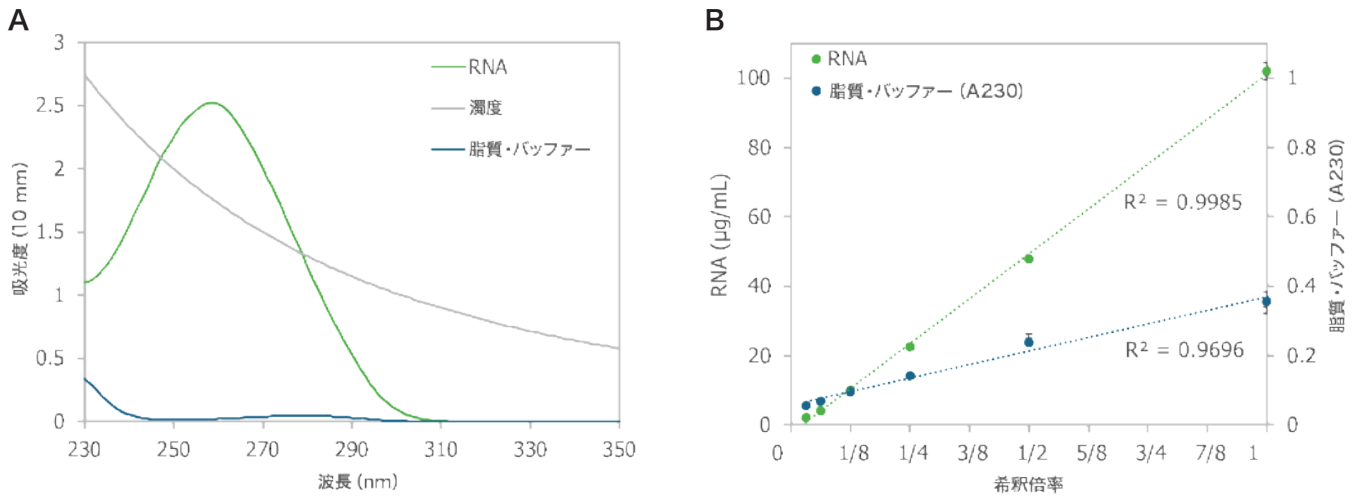 A
3
2.5
2
1.5
1
0.5
0
吸光度 (10 mm)
RNA
濁度
脂質・バッファー
230
250
270
290
310
330
350
波長 (nm)
B
100
80
60
40
20
0
RNA (µg/mL)
RNA
脂質・バッファー (A230)
R² = 0.9985
R² = 0.9696
1
0.8
0.6
0.4
0.2
0
脂質・バッファー (A230)
0
1/8
1/4
3/8
1/2
5/8
3/4
7/8
1
希釈倍率